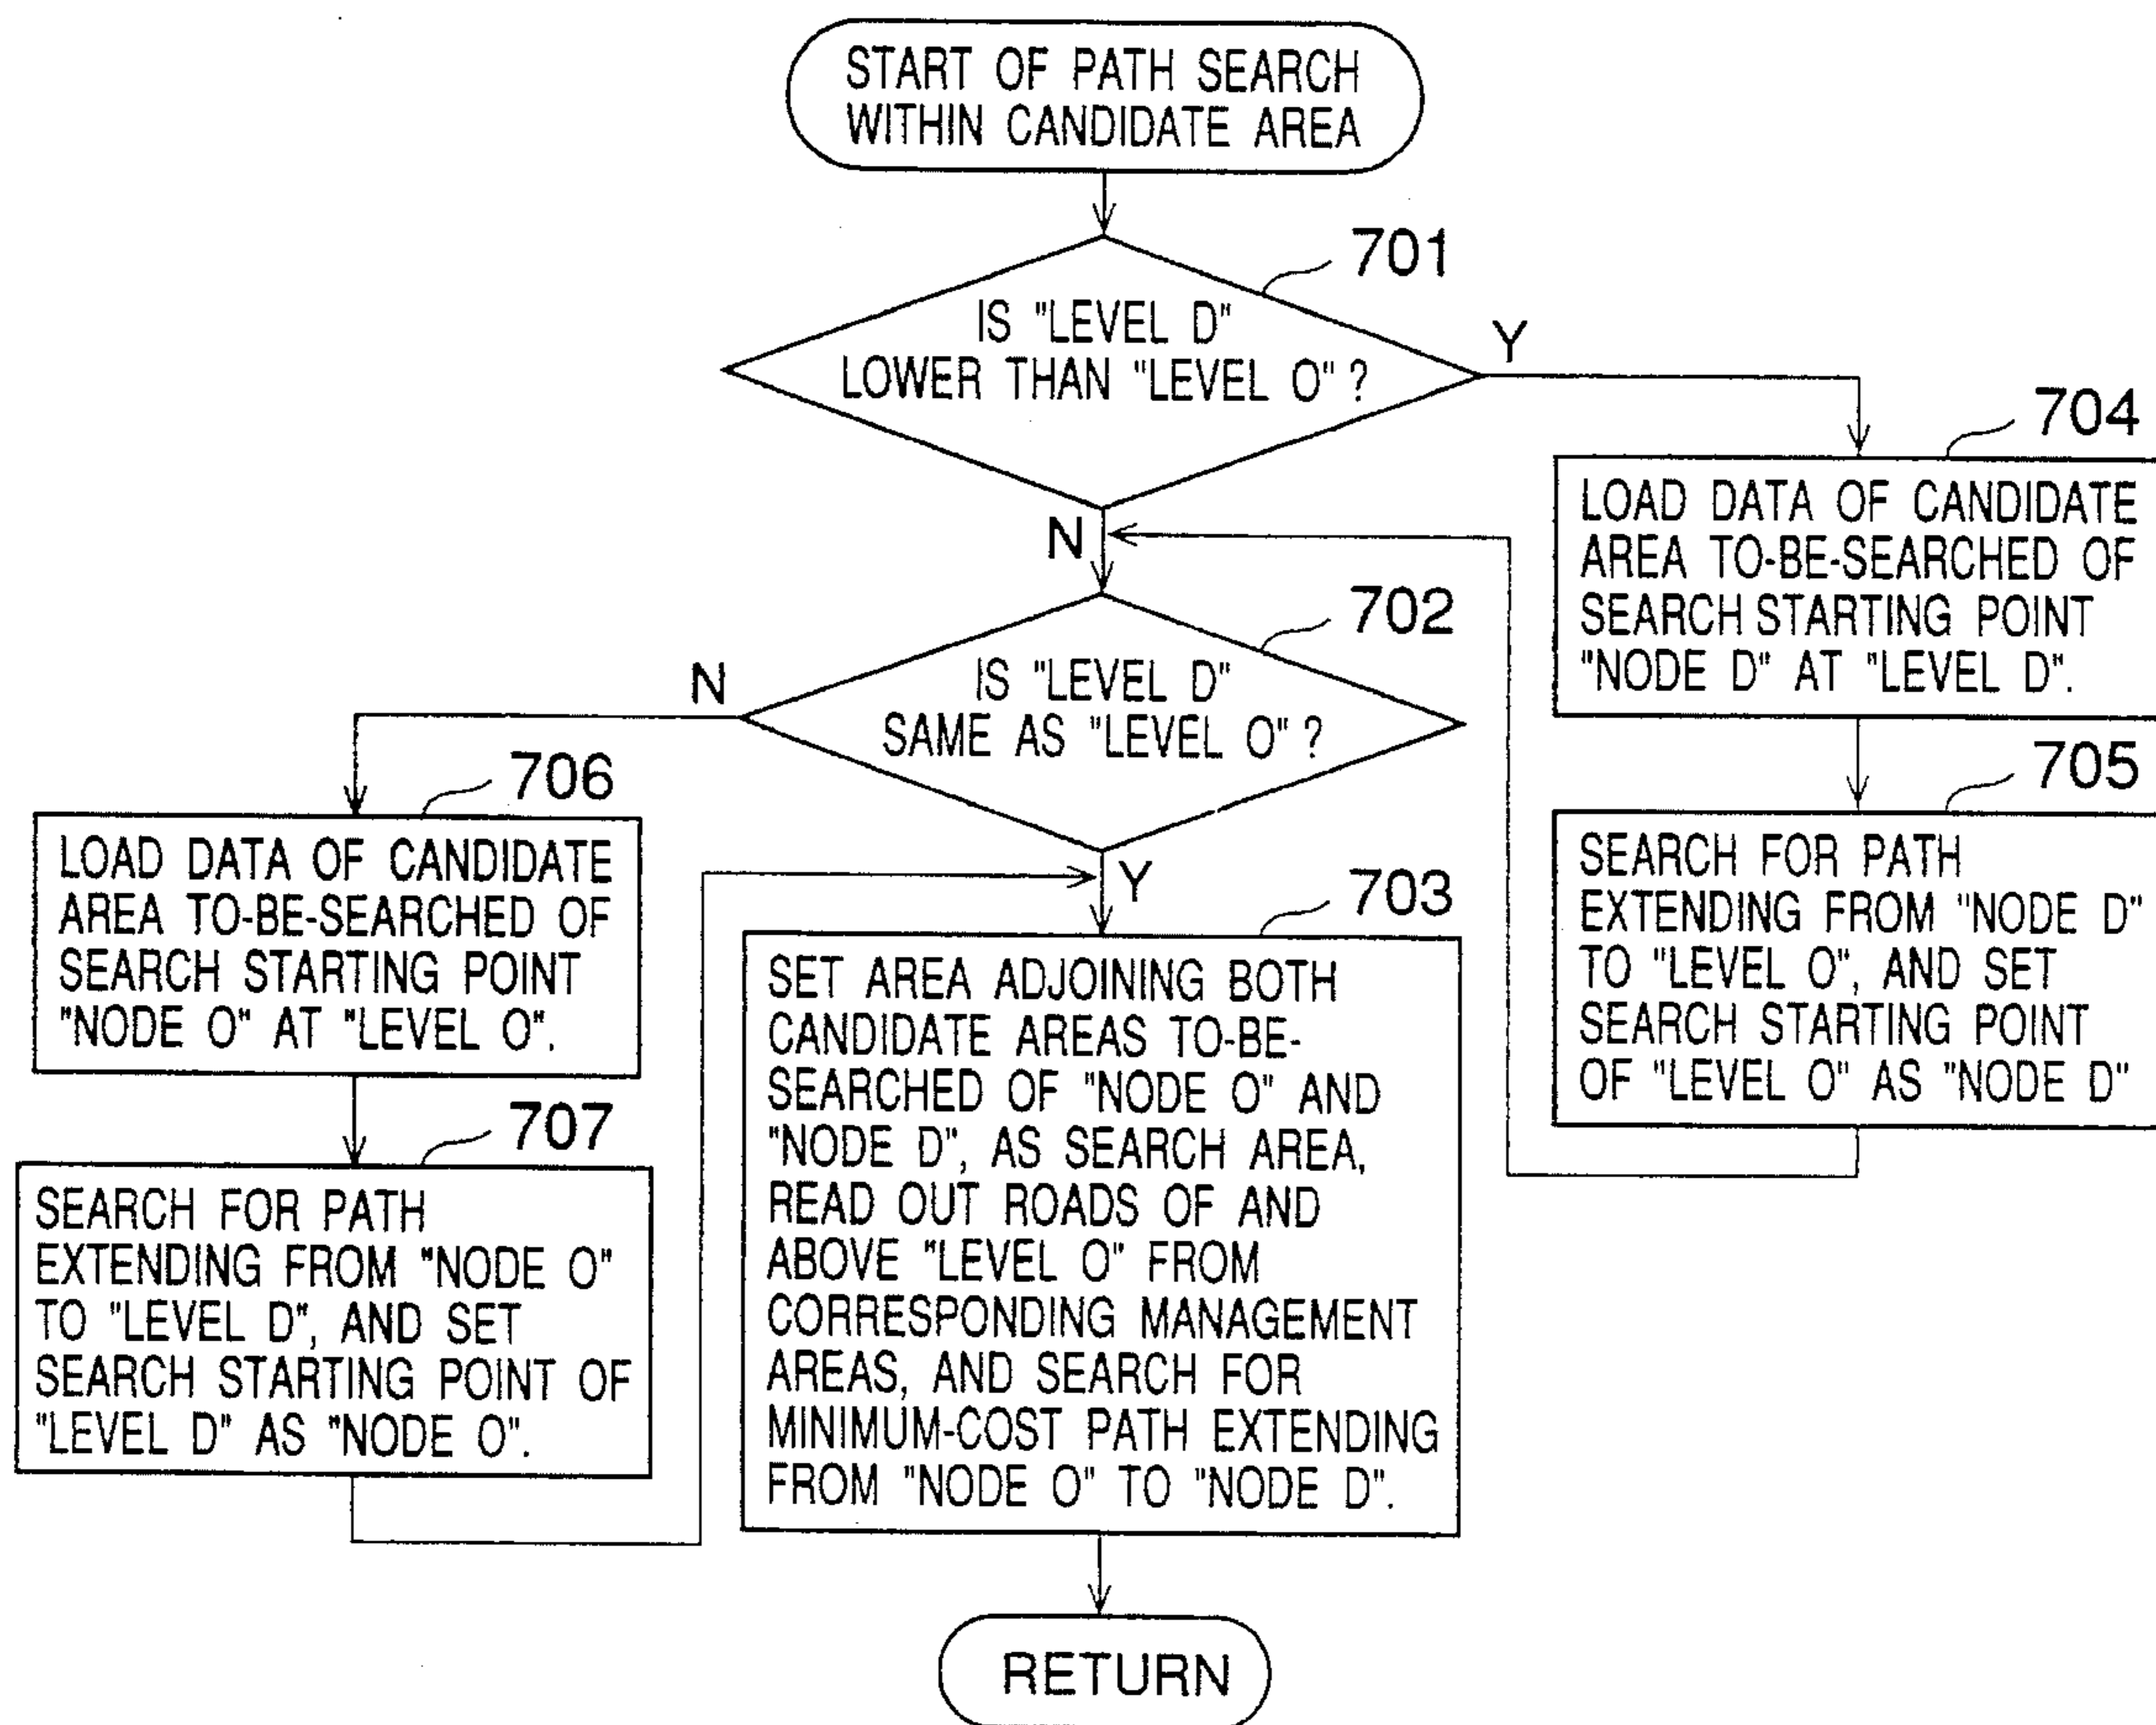 START OF PATH SEARCH
WITHIN CANDIDATE AREA
701
IS "LEVEL D"
LOWER THAN "LEVEL O"?
Y
N
704
LOAD DATA OF CANDIDATE
AREA TO-BE-SEARCHED OF
SEARCH STARTING POINT
"NODE D" AT "LEVEL D".
705
SEARCH FOR PATH
EXTENDING FROM "NODE D"
TO "LEVEL O", AND SET
SEARCH STARTING POINT
OF "LEVEL O" AS "NODE D"
702
IS "LEVEL D"
SAME AS "LEVEL O"?
N
Y
706
LOAD DATA OF CANDIDATE
AREA TO-BE-SEARCHED OF
SEARCH STARTING POINT
"NODE O" AT "LEVEL O".
707
SEARCH FOR PATH
EXTENDING FROM "NODE O"
TO "LEVEL D", AND SET
SEARCH STARTING POINT OF
"LEVEL D" AS "NODE O".
703
SET AREA ADJOINING BOTH
CANDIDATE AREAS TO-BE-
SEARCHED OF "NODE O" AND
"NODE D", AS SEARCH AREA,
READ OUT ROADS OF AND
ABOVE "LEVEL O" FROM
CORRESPONDING MANAGEMENT
AREAS, AND SEARCH FOR
MINIMUM-COST PATH EXTENDING
FROM "NODE O" TO "NODE D".
RETURN